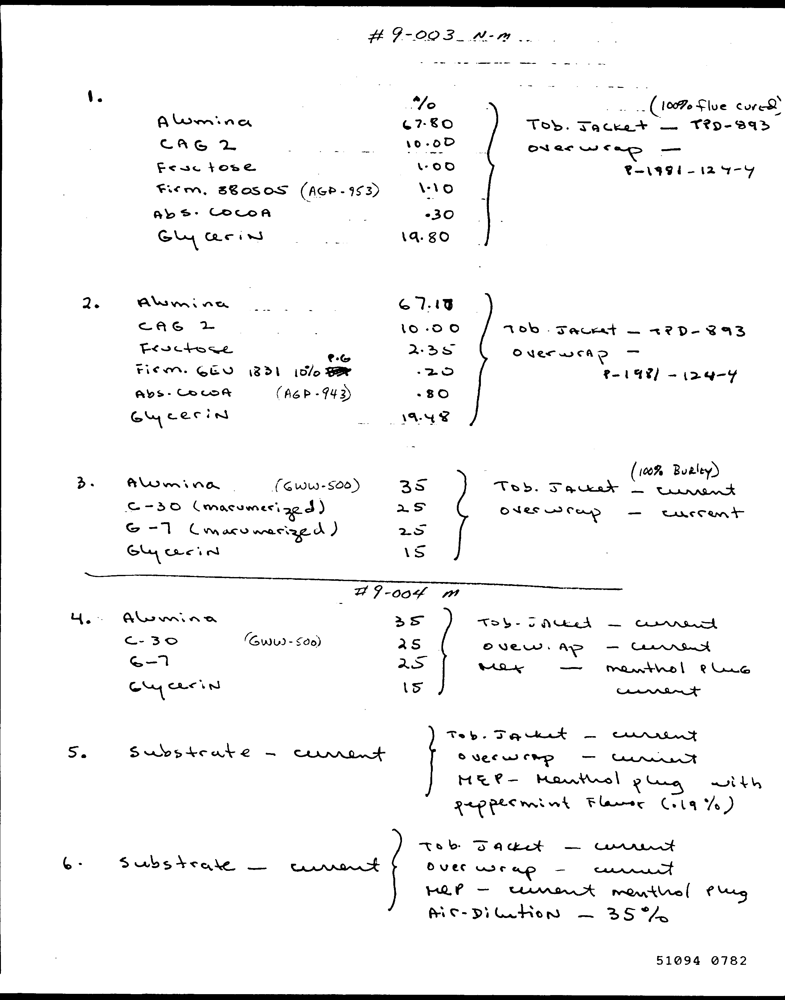 # 9-003 N-m
1.
%
(100% flue cured)
Alumina 67.80 Tob. Jacket — TPD-893
CAG 2 10.00 overwrap —
Fructose 1.00 P-1981-124-4
Firm. 880505 (AGP-953) 1.10
Abs. Cocoa .30
Glycerin 19.80
2. Alumina 67.17
CAG 2 10.00 Tob. Jacket — TPD-893
Fructose 2.35 overwrap —
P.G
Firm. GEU 1831 10% .20 P-1981-124-4
Abs. Cocoa (AGP-943) .80
Glycerin 19.48
(100% Burley)
3. Alumina (GWW-500) 35 Tob. Jacket — current
C-30 (marumerized) 25 overwrap — current
G-7 (marumerized) 25
Glycerin 15
# 9-004 m
4. Alumina 35 Tob. Jacket — current
C-30 (GWW-500) 25 overw. Ap — current
G-7 25 — menthol plug
Glycerin 15 current
5. Substrate — current
Tob. Jacket — current
overwrap — current
MEP — Menthol plug with
peppermint Flavor (.19%)
6. Substrate — current
Tob. Jacket — current
overwrap — current
MEP — current menthol plug
Air-Dilution — 35%
51094 0782